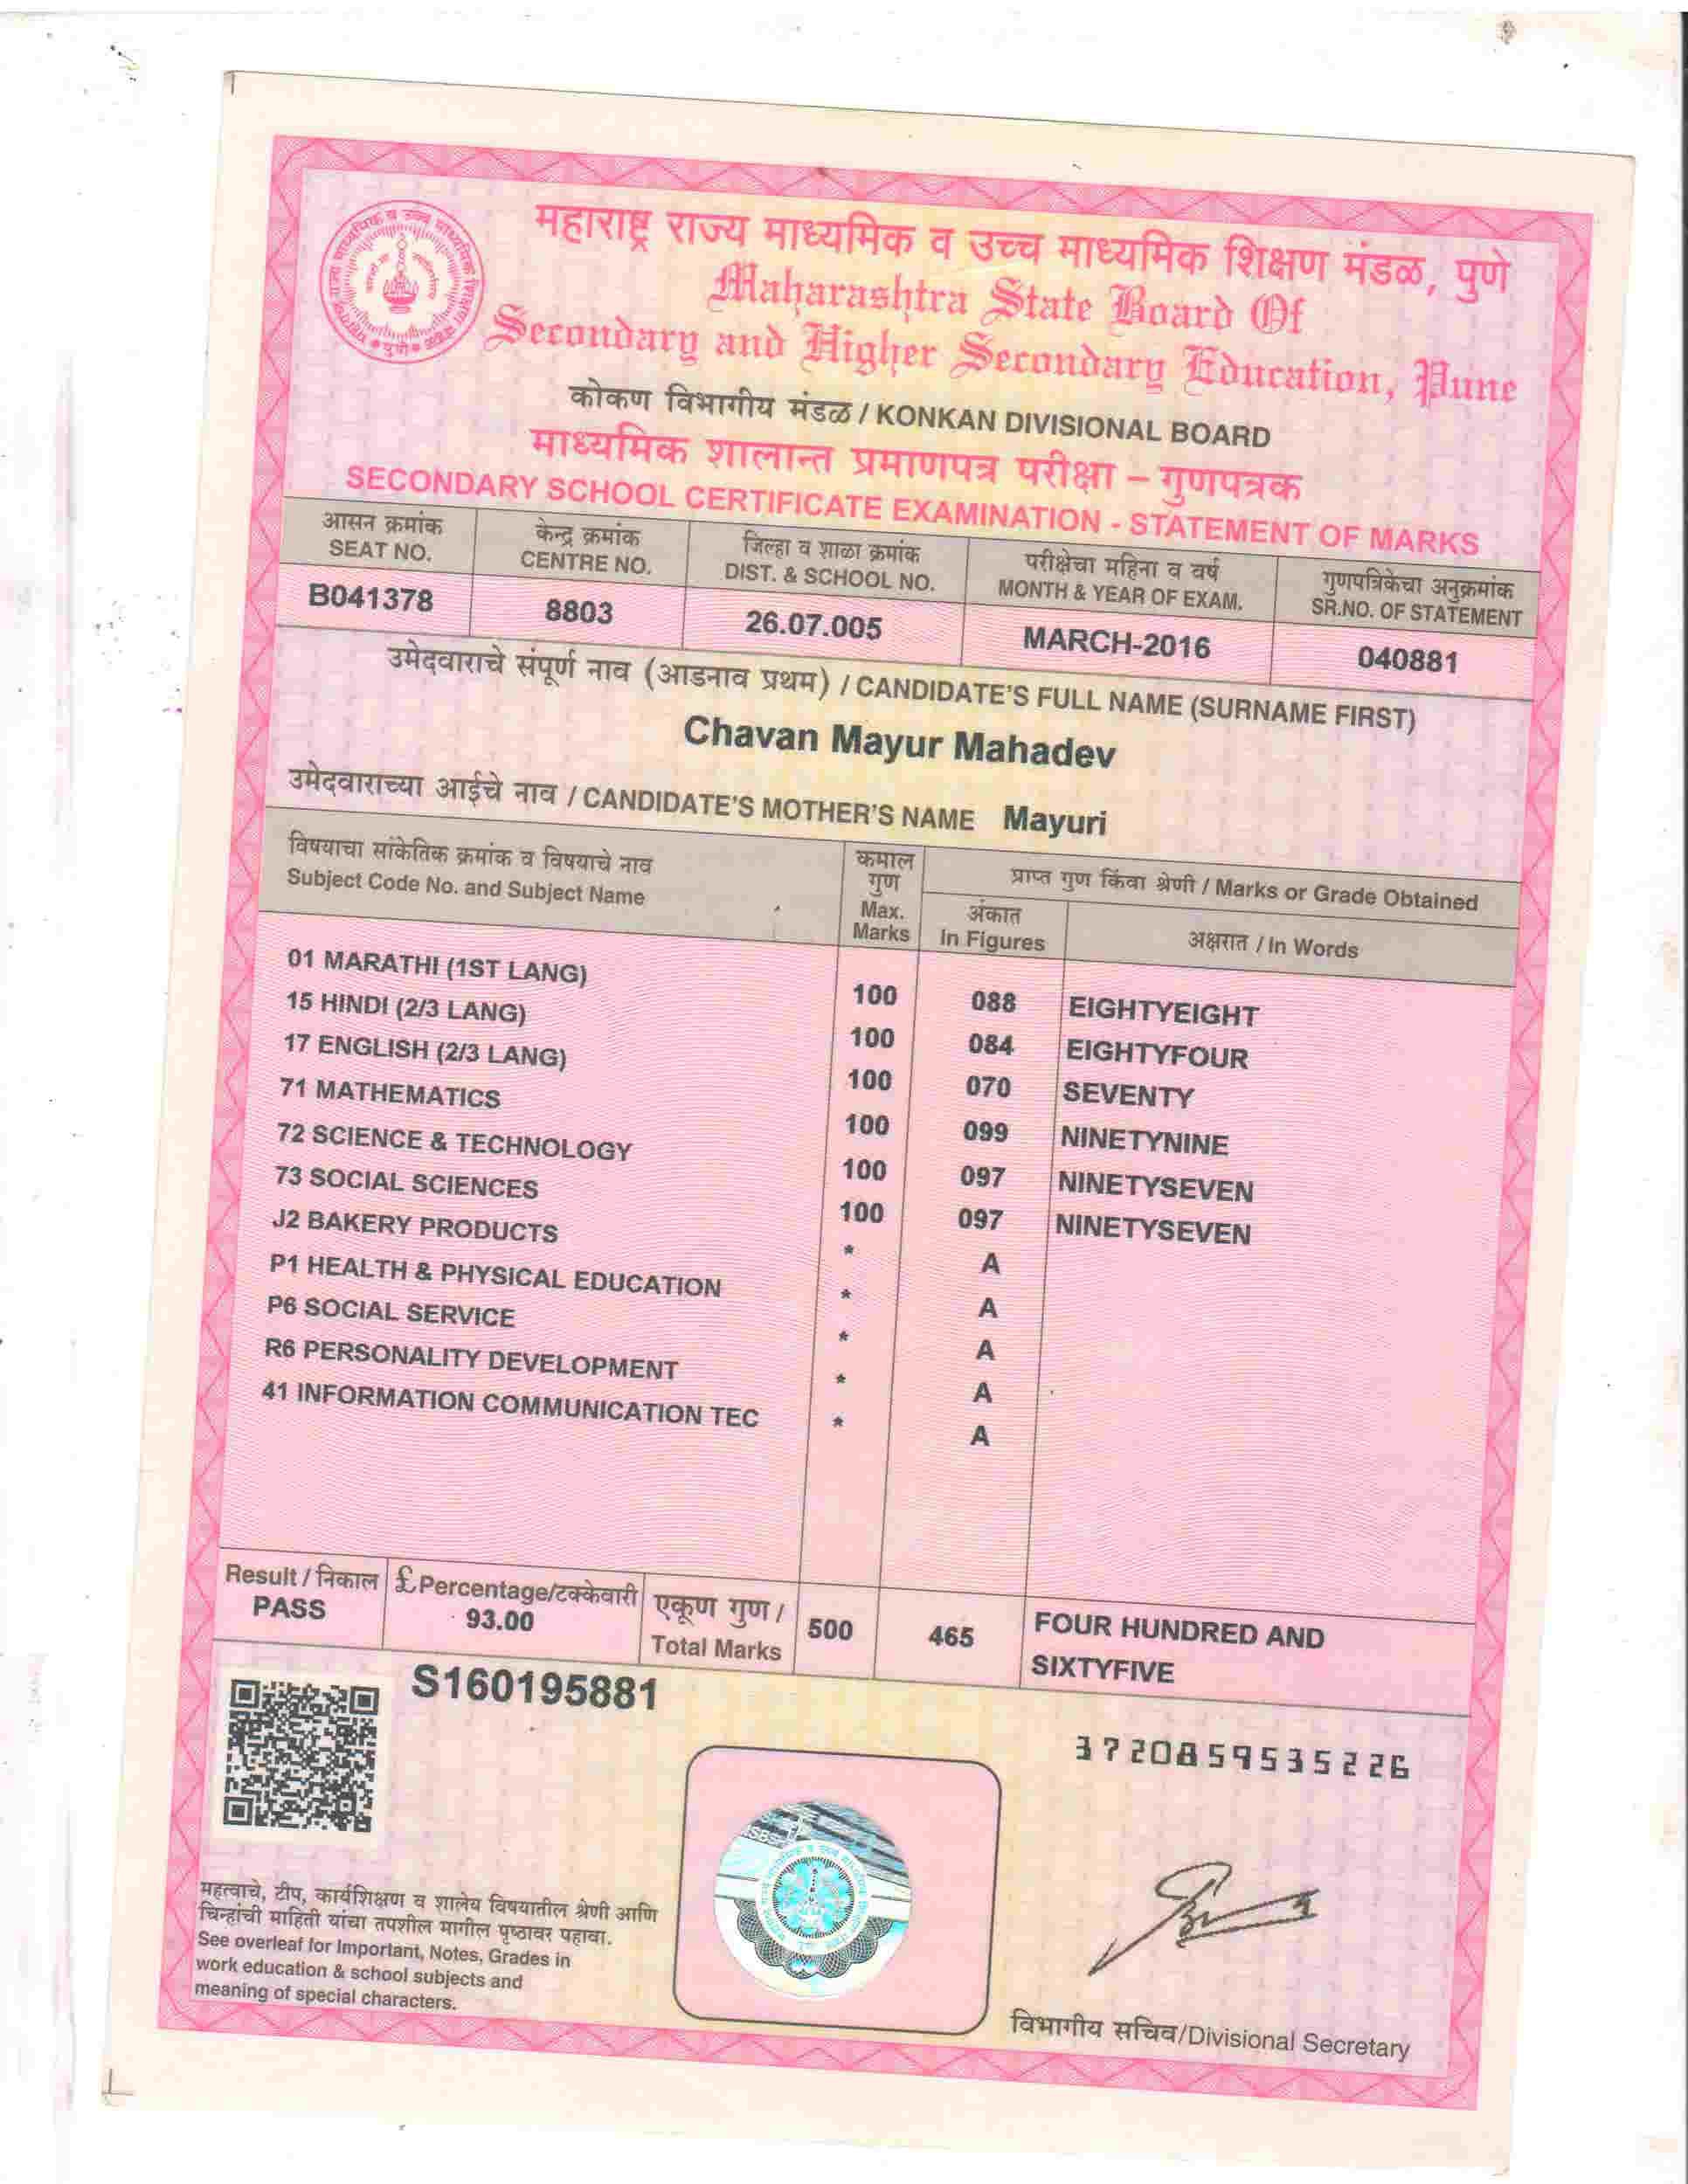 महाराष्ट्र राज्य माध्यमिक व उच्च माध्यमिक शिक्षण मंडळ, पुणे
Maharashtra State Board Of
Secondary and Higher Secondary Education, Pune
कोकण विभागीय मंडळ / KONKAN DIVISIONAL BOARD
माध्यमिक शालान्त प्रमाणपत्र परीक्षा – गुणपत्रक
SECONDARY SCHOOL CERTIFICATE EXAMINATION - STATEMENT OF MARKS
आसन क्रमांक केन्द्र क्रमांक जिल्हा व शाळा क्रमांक परीक्षेचा महिना व वर्ष गुणपत्रिकेचा अनुक्रमांक
SEAT NO. CENTRE NO. DIST. & SCHOOL NO. MONTH & YEAR OF EXAM. SR.NO. OF STATEMENT
B041378 8803 26.07.005 MARCH-2016 040881
उमेदवाराचे संपूर्ण नाव (आडनाव प्रथम) / CANDIDATE'S FULL NAME (SURNAME FIRST)
Chavan Mayur Mahadev
उमेदवाराच्या आईचे नाव / CANDIDATE'S MOTHER'S NAME Mayuri
विषयाचा सांकेतिक क्रमांक व विषयाचे नाव
Subject Code No. and Subject Name
कमाल
गुण
Max.
Marks
प्राप्त गुण किंवा श्रेणी / Marks or Grade Obtained
अंकात
In Figures
अक्षरात / In Words
01 MARATHI (1ST LANG) 100 088 EIGHTYEIGHT
15 HINDI (2/3 LANG) 100 084 EIGHTYFOUR
17 ENGLISH (2/3 LANG) 100 070 SEVENTY
71 MATHEMATICS 100 099 NINETYNINE
72 SCIENCE & TECHNOLOGY 100 097 NINETYSEVEN
73 SOCIAL SCIENCES 100 097 NINETYSEVEN
J2 BAKERY PRODUCTS * A
P1 HEALTH & PHYSICAL EDUCATION * A
P6 SOCIAL SERVICE * A
R6 PERSONALITY DEVELOPMENT * A
41 INFORMATION COMMUNICATION TEC * A
Result / निकाल £ Percentage/टक्केवारी एकूण गुण / 500 465 FOUR HUNDRED AND
PASS 93.00 Total Marks SIXTYFIVE
S160195881
3720859535226
महत्वाचे, टीप, कार्यशिक्षण व शालेय विषयातील श्रेणी आणि
चिन्हांची माहिती यांचा तपशील मागील पृष्ठावर पहावा.
See overleaf for Important, Notes, Grades in
work education & school subjects and
meaning of special characters.
विभागीय सचिव/Divisional Secretary